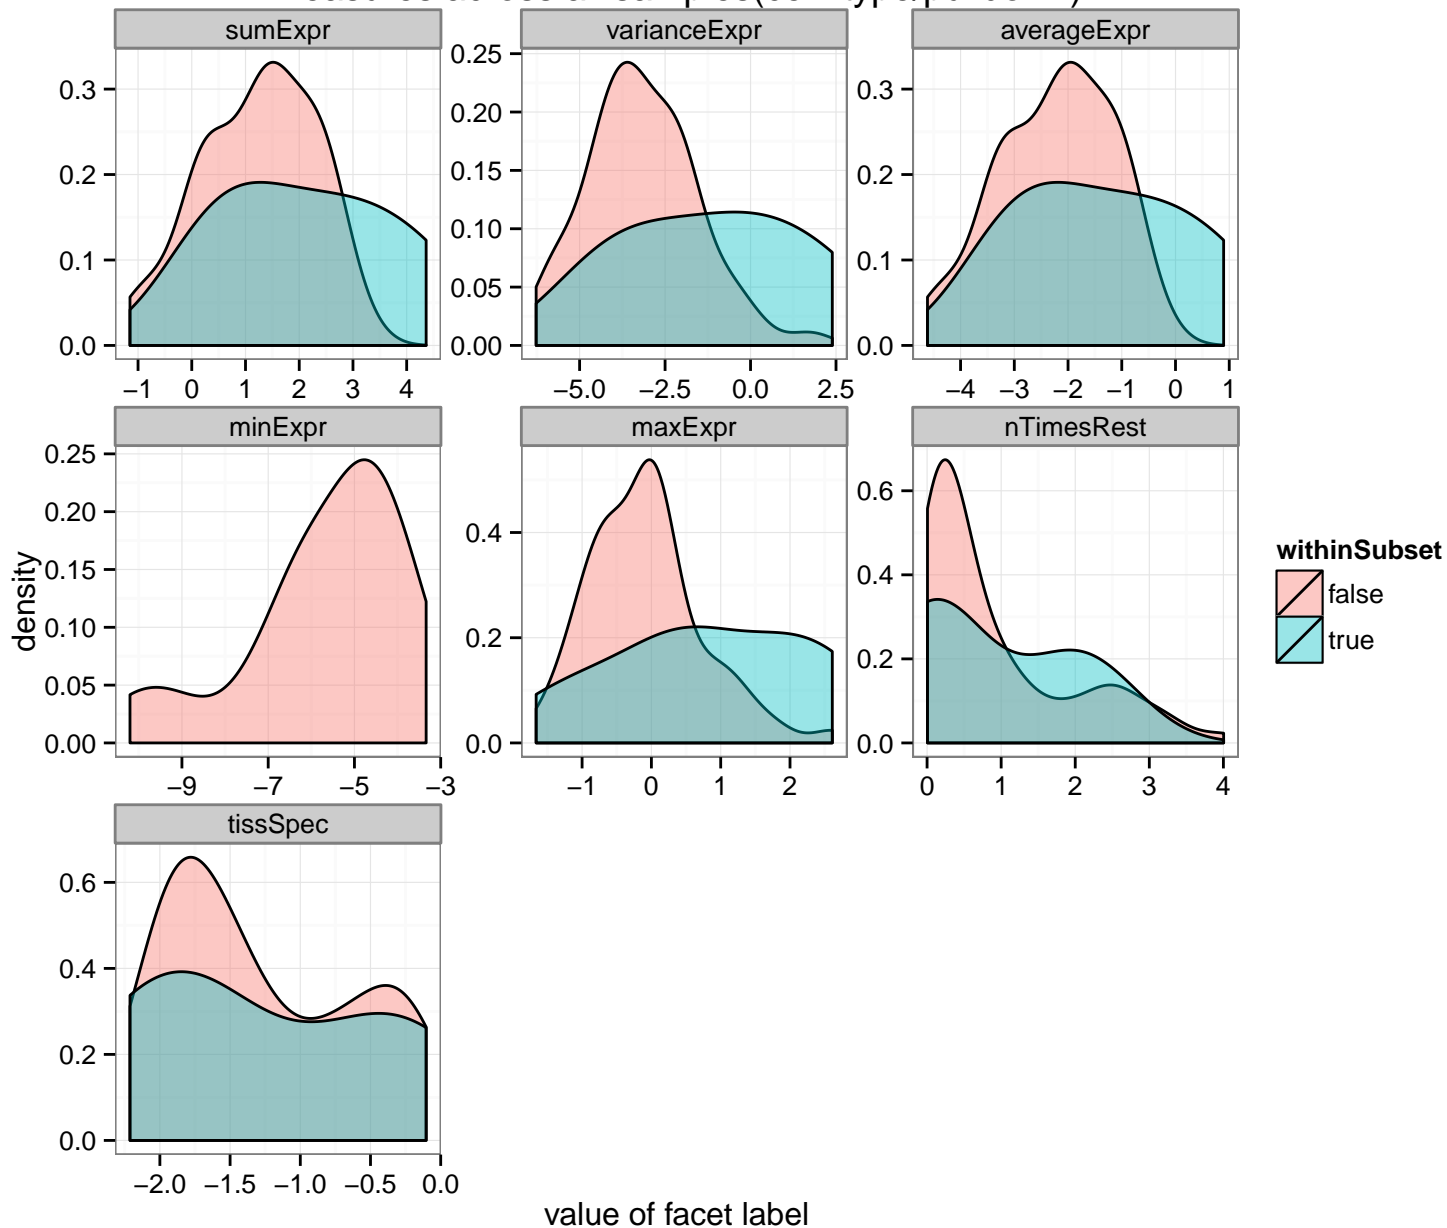 sumExpr
varianceExpr
averageExpr
0.3
0.2
0.1
0.0
0.25
0.20
0.15
0.10
0.05
0.00
0.3
0.2
0.1
0.0
−1 0 1 2 3 4
−5.0 −2.5 0.0 2.5
−4 −3 −2 −1 0 1
minExpr
maxExpr
nTimesRest
0.25
0.20
0.15
0.10
0.05
0.00
0.4
0.2
0.0
0.6
0.4
0.2
0.0
−9 −7 −5 −3
−1 0 1 2
0 1 2 3 4
tissSpec
0.6
0.4
0.2
0.0
−2.0 −1.5 −1.0 −0.5 0.0
density
value of facet label
withinSubset
false
true